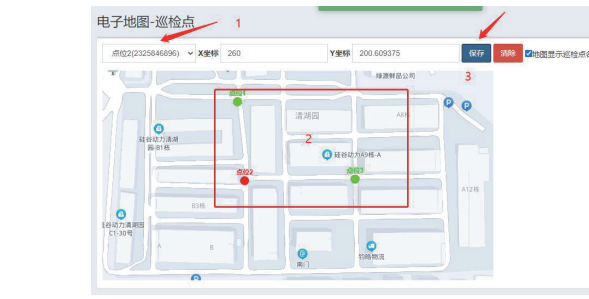 电子地图-巡检点
1
点位2(2325846896)
X坐标
260
Y坐标
200.609375
保存
清除
地图显示巡检点名
3
绿源鲜品公司
点位1
清湖园
A8栋
P
P
硅谷动力清湖
园-B1栋
2
硅谷动力A9栋-A
点位2
点位3
A12栋
B3栋
硅谷动力清湖园
C1-30号
A
B
南门
铃皓物流
P